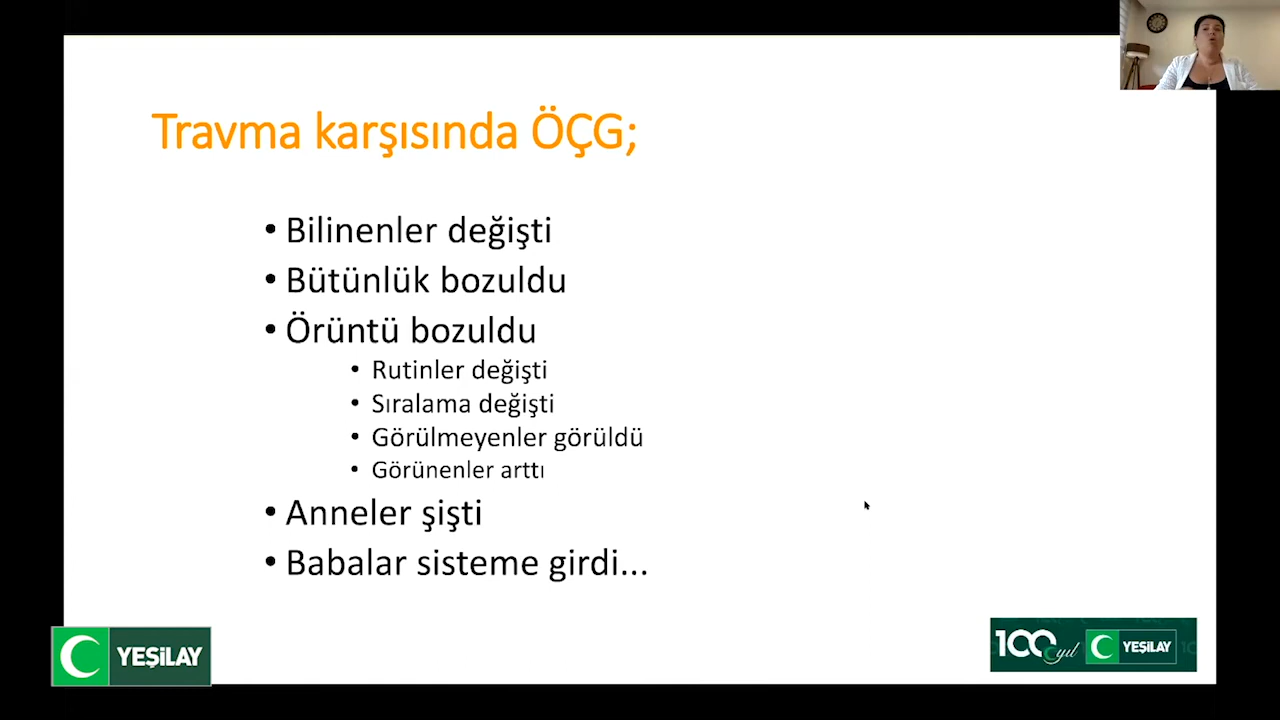 Travma karşısında ÖÇG;
• Bilinenler değişti
• Bütünlük bozuldu
• Örüntü bozuldu
• Rutinler değişti
• Sıralama değişti
• Görülmeyenler görüldü
• Görünenler arttı
• Anneler şişti
• Babalar sisteme girdi...
YEŞİLAY
100 yıl YEŞİLAY